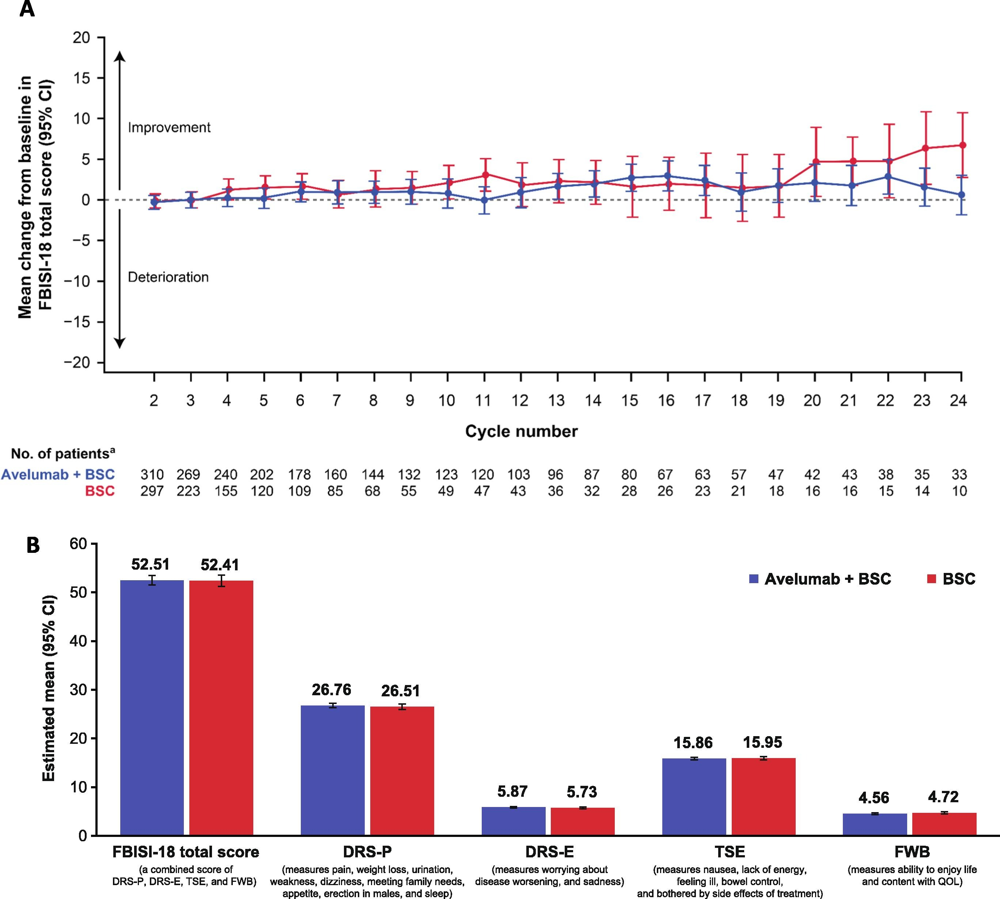 A
Mean change from baseline in
FBISI-18 total score (95% CI)
20
15
10
5
0
−5
−10
−15
−20
Improvement
Deterioration
2 3 4 5 6 7 8 9 10 11 12 13 14 15 16 17 18 19 20 21 22 23 24
Cycle number
No. of patientsᵃ
Avelumab + BSC 310 269 240 202 178 160 144 132 123 120 103 96 87 80 67 63 57 47 42 43 38 35 33
BSC 297 223 155 120 109 85 68 55 49 47 43 36 32 28 26 23 21 18 16 16 15 14 10
B
Estimated mean (95% CI)
60
50
40
30
20
10
0
Avelumab + BSC BSC
52.51 52.41
26.76 26.51
5.87 5.73
15.86 15.95
4.56 4.72
FBISI-18 total score
(a combined score of
DRS-P, DRS-E, TSE, and FWB)
DRS-P
(measures pain, weight loss, urination,
weakness, dizziness, meeting family needs,
appetite, erection in males, and sleep)
DRS-E
(measures worrying about
disease worsening, and sadness)
TSE
(measures nausea, lack of energy,
feeling ill, bowel control,
and bothered by side effects of treatment)
FWB
(measures ability to enjoy life
and content with QOL)